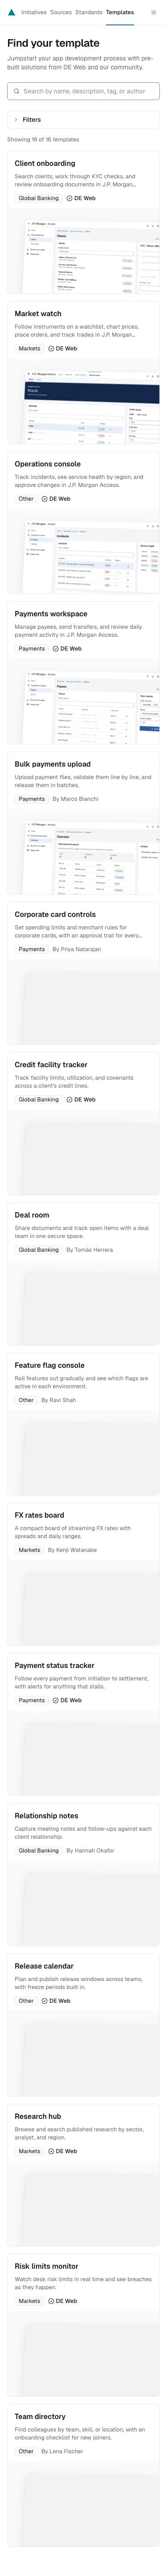 Initiatives Sources Standards Templates
Find your template
Jumpstart your app development process with pre-
built solutions from DE Web and our community.
Search by name, description, tag, or author
Filters
Showing 16 of 16 templates
Client onboarding
Search clients, work through KYC checks, and
review onboarding documents in J.P. Morgan...
Global Banking DE Web
Market watch
Follow instruments on a watchlist, chart prices,
place orders, and track trades in J.P. Morgan...
Markets DE Web
Operations console
Track incidents, see service health by region, and
approve changes in J.P. Morgan Access.
Other DE Web
Incidents
Payments workspace
Manage payees, send transfers, and review daily
payment activity in J.P. Morgan Access.
Payments DE Web
Payees
Bulk payments upload
Upload payment files, validate them line by line, and
release them in batches.
Payments By Marco Bianchi
Overview
Corporate card controls
Set spending limits and merchant rules for
corporate cards, with an approval trail for every...
Payments By Priya Natarajan
Credit facility tracker
Track facility limits, utilization, and covenants
across a client's credit lines.
Global Banking DE Web
Deal room
Share documents and track open items with a deal
team in one secure space.
Global Banking By Tomás Herrera
Feature flag console
Roll features out gradually and see which flags are
active in each environment.
Other By Ravi Shah
FX rates board
A compact board of streaming FX rates with
spreads and daily ranges.
Markets By Kenji Watanabe
Payment status tracker
Follow every payment from initiation to settlement,
with alerts for anything that stalls.
Payments DE Web
Relationship notes
Capture meeting notes and follow-ups against each
client relationship.
Global Banking By Hannah Okafor
Release calendar
Plan and publish release windows across teams,
with freeze periods built in.
Other DE Web
Research hub
Browse and search published research by sector,
analyst, and region.
Markets DE Web
Risk limits monitor
Watch desk risk limits in real time and see breaches
as they happen.
Markets DE Web
Team directory
Find colleagues by team, skill, or location, with an
onboarding checklist for new joiners.
Other By Lena Fischer